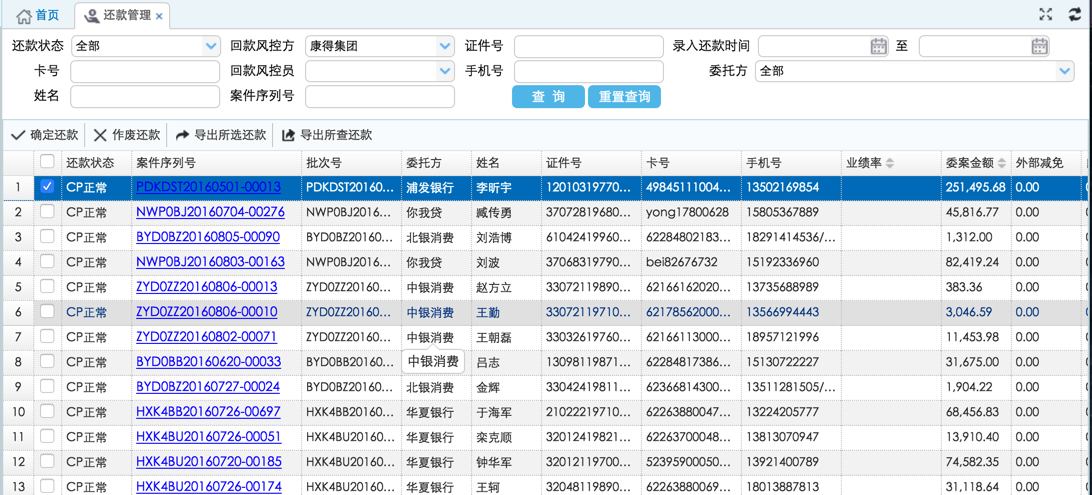 首页 还款管理 ×
还款状态 全部 回款风控方 康得集团 证件号 录入还款时间 至
卡号 回款风控员 手机号 委托方 全部
姓名 案件序列号 查 询 重置查询
确定还款 作废还款 导出所选还款 导出所查还款
还款状态 案件序列号 批次号 委托方 姓名 证件号 卡号 手机号 业绩率 委案金额 外部减免
1 CP正常 PDKDST20160501-00013 PDKDST20160... 浦发银行 李昕宇 12010319770... 49845111004... 13502169854 251,495.68 0.00
2 CP正常 NWP0BJ20160704-00276 NWP0BJ2016... 你我贷 臧传勇 37072819680... yong17800628 15805367889 45,816.77 0.00
3 CP正常 BYD0BZ20160805-00090 BYD0BZ20160... 北银消费 刘浩博 61042419960... 62284802183... 18291414536/... 1,312.00 0.00
4 CP正常 NWP0BJ20160803-00163 NWP0BJ2016... 你我贷 刘波 37068319790... bei82676732 15192336960 82,419.24 0.00
5 CP正常 ZYD0ZZ20160806-00013 ZYD0ZZ20160... 中银消费 赵方立 33072119890... 62166162020... 13735688989 383.36 0.00
6 CP正常 ZYD0ZZ20160806-00010 ZYD0ZZ20160... 中银消费 王勤 33072119710... 62178562000... 13566994443 3,046.59 0.00
7 CP正常 ZYD0ZZ20160802-00071 ZYD0ZZ20160... 中银消费 王朝磊 33032619760... 62166113000... 18957121996 11,453.98 0.00
8 CP正常 BYD0BB20160620-00033 BYD0BB20160... 中银消费 吕志 13098119871... 62284817386... 15130722227 31,675.00 0.00
9 CP正常 BYD0BZ20160727-00024 BYD0BZ20160... 北银消费 金辉 33042419811... 62366814300... 13511281505/... 1,904.22 0.00
10 CP正常 HXK4BB20160726-00697 HXK4BB20160... 华夏银行 于海军 21022219710... 62263880047... 13224205777 68,456.83 0.00
11 CP正常 HXK4BU20160726-00051 HXK4BU20160... 华夏银行 栾克顺 32012419821... 62263700048... 13813070947 13,910.40 0.00
12 CP正常 HXK4BU20160720-00185 HXK4BU20160... 华夏银行 钟华军 32012119700... 52395900050... 13921400789 74,582.35 0.00
13 CP正常 HXK4BU20160726-00174 HXK4BU20160... 华夏银行 王轲 32048119890... 62263880069... 18013887813 31,118.64 0.00